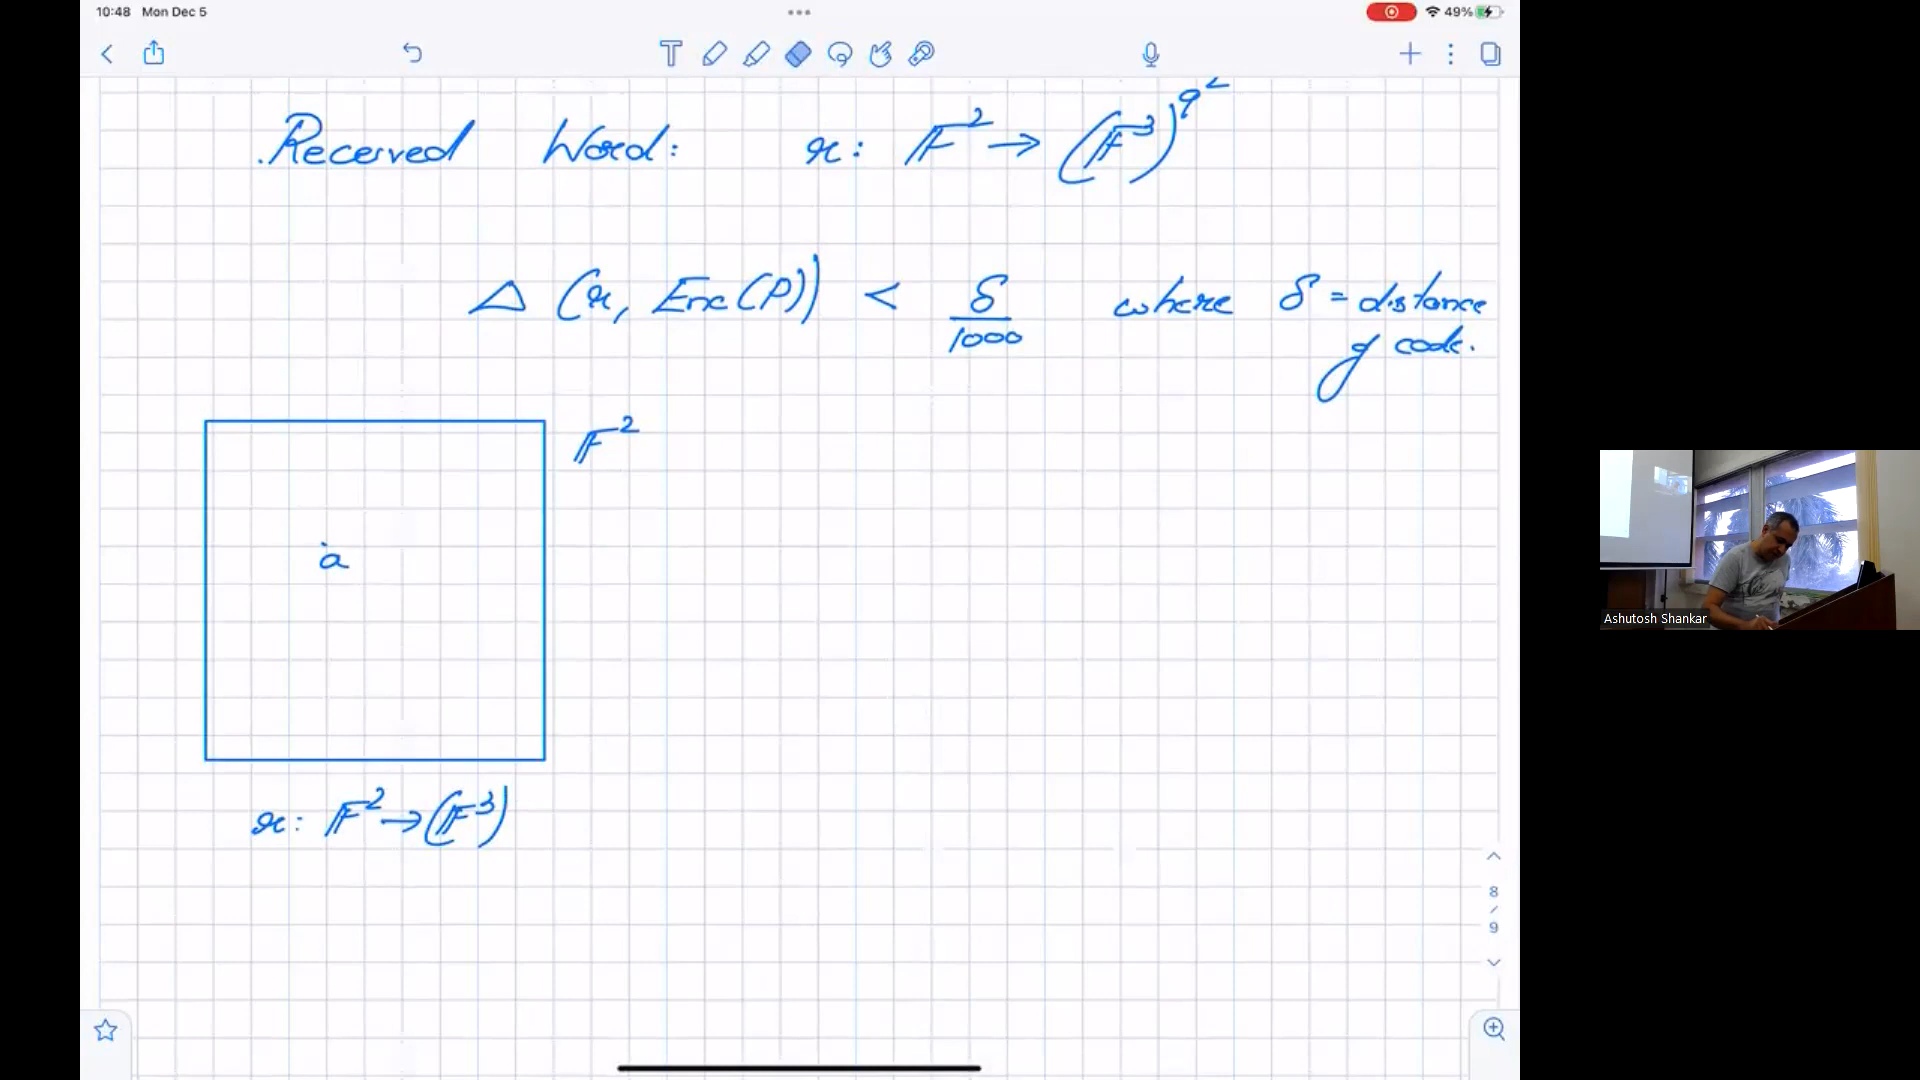 10:48 Mon Dec 5
49%
Received Word: r: 𝔽² → (𝔽³)^q²
Δ (r, Enc(P)) < δ/1000 where δ = distance
of code.
𝔽²
a
r: 𝔽² → (𝔽³)
8
/
9
Ashutosh Shankar